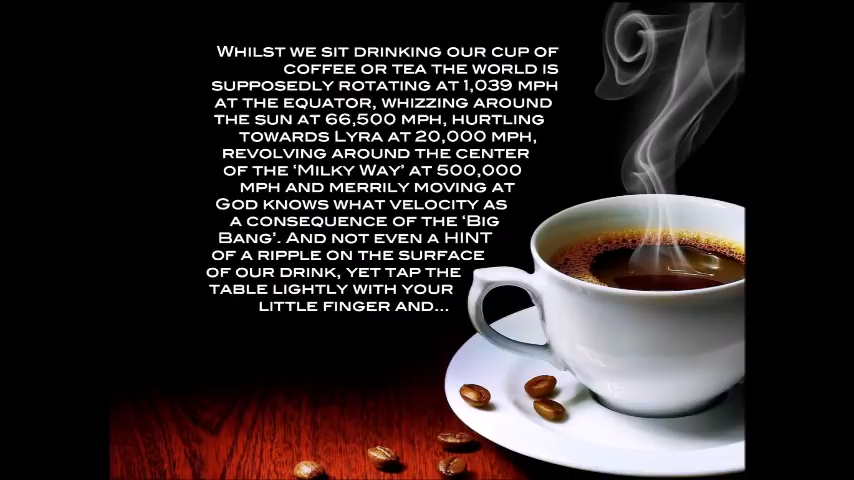 Whilst we sit drinking our cup of
coffee or tea the world is
supposedly rotating at 1,039 mph
at the equator, whizzing around
the sun at 66,500 mph, hurtling
towards Lyra at 20,000 mph,
revolving around the center
of the ‘Milky Way’ at 500,000
mph and merrily moving at
God knows what velocity as
a consequence of the ‘Big
Bang’. And not even a HINT
of a ripple on the surface
of our drink, yet tap the
table lightly with your
little finger and...